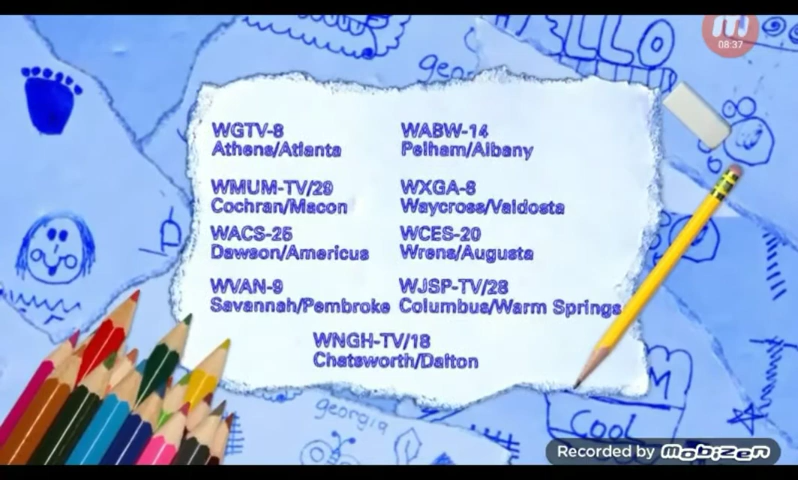 LLO
08:37
geo
WGTV-8
Athens/Atlanta
WABW-14
Pelham/Albany
WMUM-TV/29
Cochran/Macon
WXGA-8
Waycross/Valdosta
WACS-25
Dawson/Americus
WCES-20
Wrens/Augusta
WVAN-9
Savannah/Pembroke
WJSP-TV/28
Columbus/Warm Springs
WNGH-TV/18
Chatsworth/Dalton
georgia
M
COOL
Recorded by mobizen